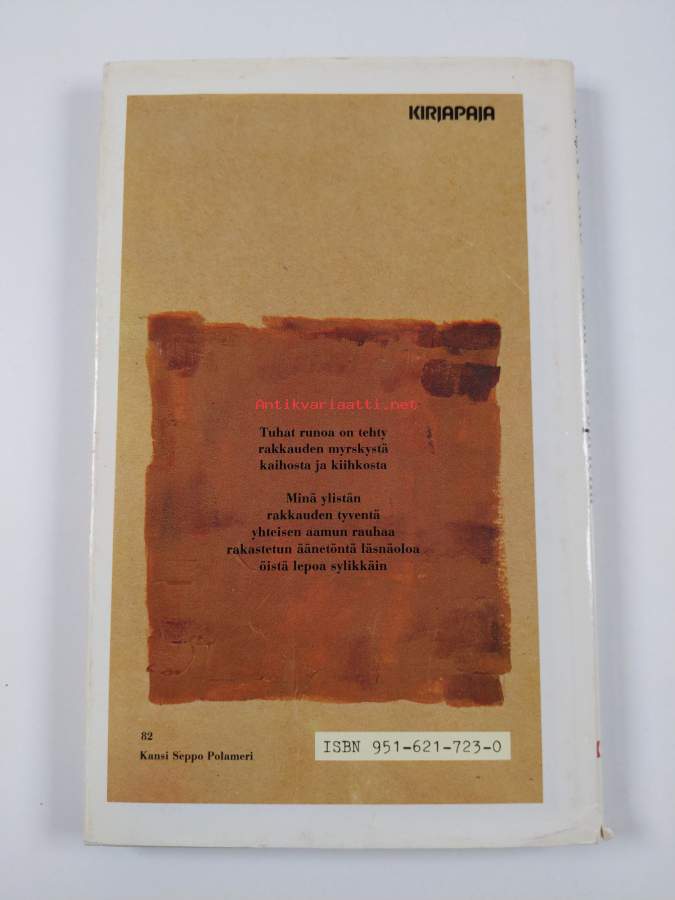 KIRJAPAJA
Antikvariaatti.net
Tuhat runoa on tehty
rakkauden myrskystä
kaihosta ja kiihkosta
Minä ylistän
rakkauden tyventä
yhteisen aamun rauhaa
rakastetun äänetöntä läsnäoloa
öistä lepoa sylikkäin
82
Kansi Seppo Polameri
ISBN 951-621-723-0